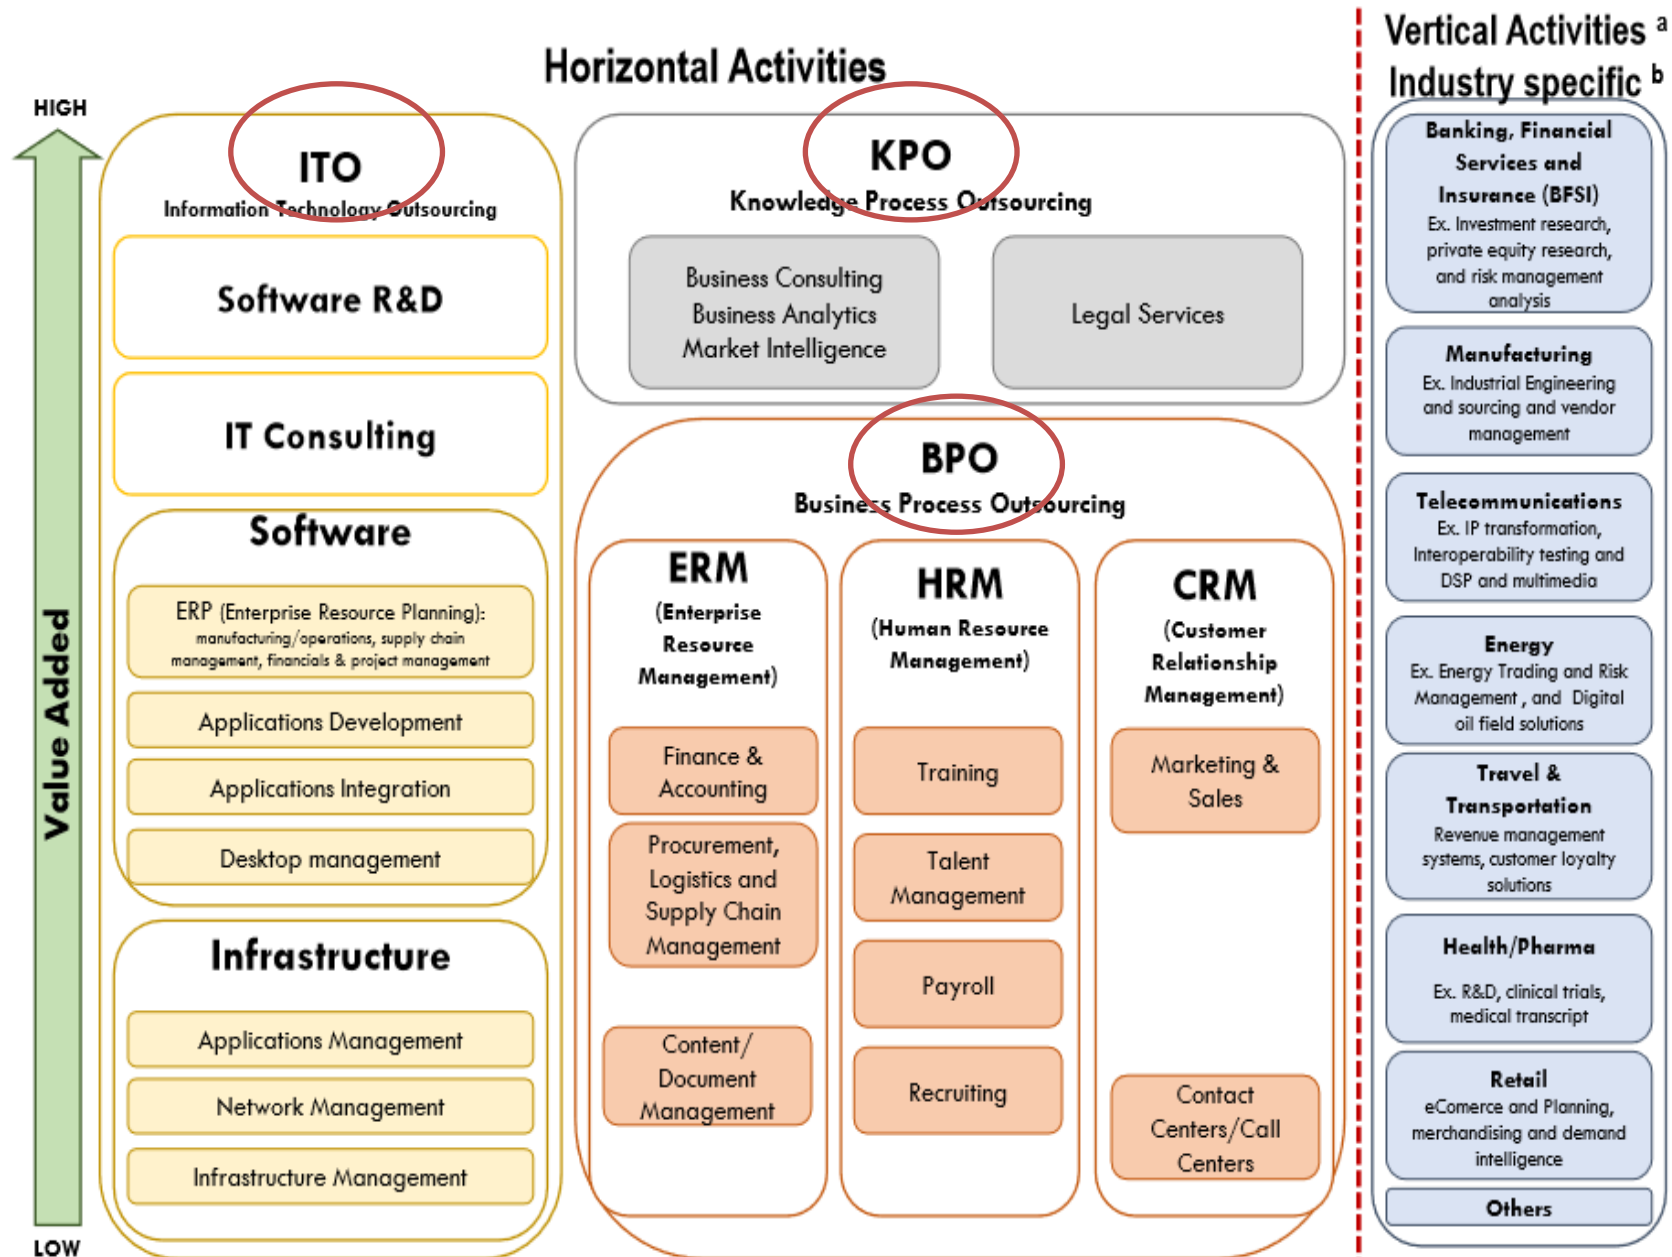 Horizontal Activities
Vertical Activities a
Industry specific b
HIGH
Value Added
LOW
ITO
Information Technology Outsourcing
Software R&D
IT Consulting
Software
ERP (Enterprise Resource Planning):
manufacturing/operations, supply chain
management, financials & project management
Applications Development
Applications Integration
Desktop management
Infrastructure
Applications Management
Network Management
Infrastructure Management
KPO
Knowledge Process Outsourcing
Business Consulting
Business Analytics
Market Intelligence
Legal Services
BPO
Business Process Outsourcing
ERM
(Enterprise
Resource
Management)
Finance &
Accounting
Procurement,
Logistics and
Supply Chain
Management
Content/
Document
Management
HRM
(Human Resource
Management)
Training
Talent
Management
Payroll
Recruiting
CRM
(Customer
Relationship
Management)
Marketing &
Sales
Contact
Centers/Call
Centers
Banking, Financial
Services and
Insurance (BFSI)
Ex. Investment research,
private equity research,
and risk management
analysis
Manufacturing
Ex. Industrial Engineering
and sourcing and vendor
management
Telecommunications
Ex. IP transformation,
Interoperability testing and
DSP and multimedia
Energy
Ex. Energy Trading and Risk
Management , and Digital
oil field solutions
Travel &
Transportation
Revenue management
systems, customer loyalty
solutions
Health/Pharma
Ex. R&D, clinical trials,
medical transcript
Retail
eComerce and Planning,
merchandising and demand
intelligence
Others